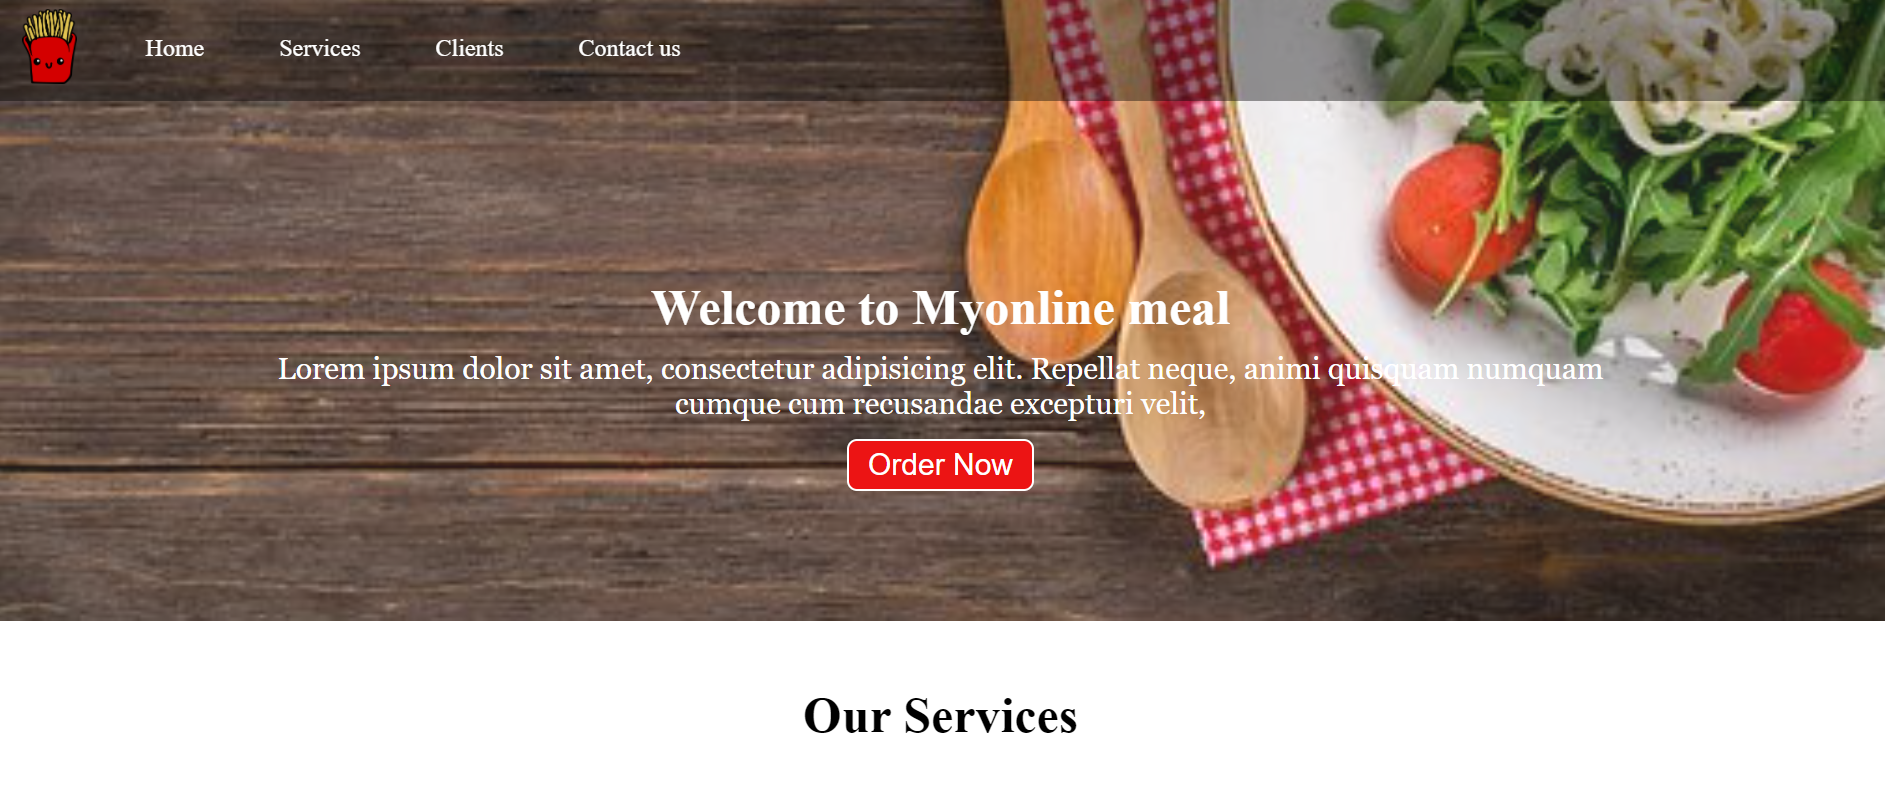 Home Services Clients Contact us
Welcome to Myonline meal
Lorem ipsum dolor sit amet, consectetur adipisicing elit. Repellat neque, animi quisquam numquam
cumque cum recusandae excepturi velit,
Order Now
Our Services